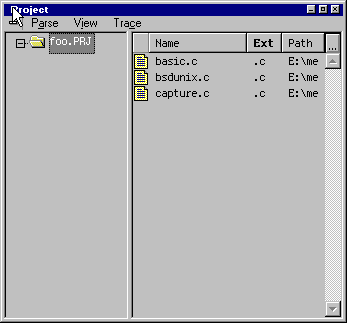 Project
Parse View Trace
foo.PRJ
Name Ext Path ...
basic.c .c E:\me
bsdunix.c .c E:\me
capture.c .c E:\me